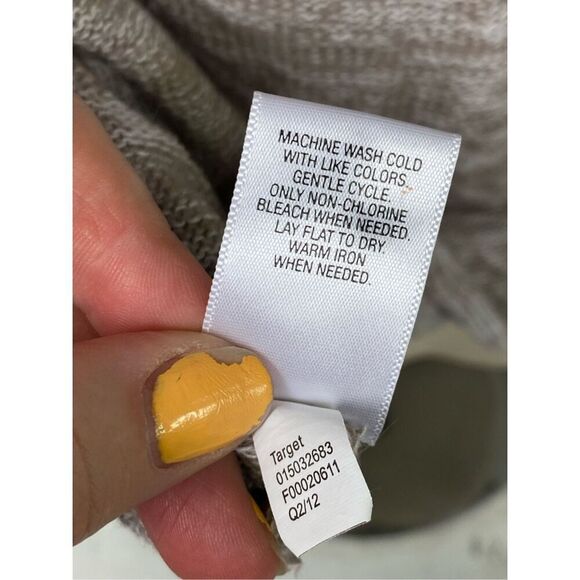 MACHINE WASH COLD
WITH LIKE COLORS.
GENTLE CYCLE.
ONLY NON-CHLORINE
BLEACH WHEN NEEDED.
LAY FLAT TO DRY.
WARM IRON
WHEN NEEDED.
Target
015032683
F00020611
Q2/12